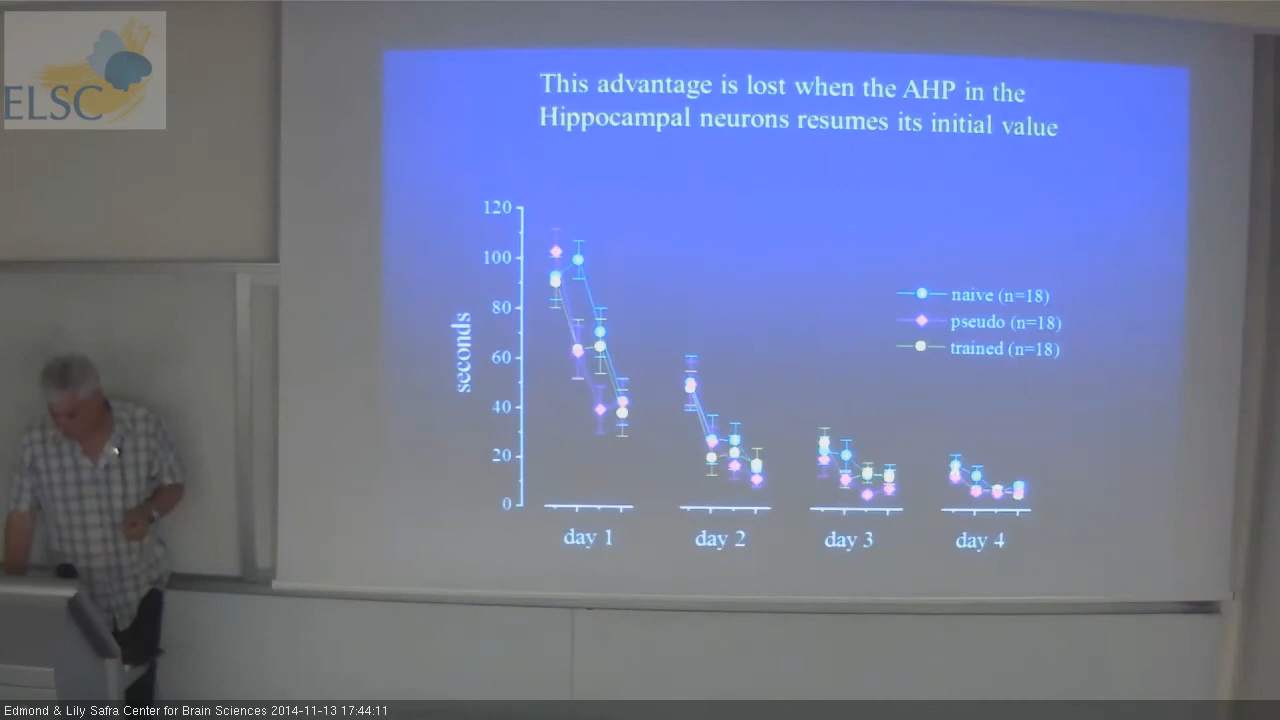 ELSC
This advantage is lost when the AHP in the
Hippocampal neurons resumes its initial value
120
100
80
60
40
20
0
seconds
naive (n=18)
pseudo (n=18)
trained (n=18)
day 1
day 2
day 3
day 4
Edmond & Lily Safra Center for Brain Sciences 2014-11-13 17:44:11